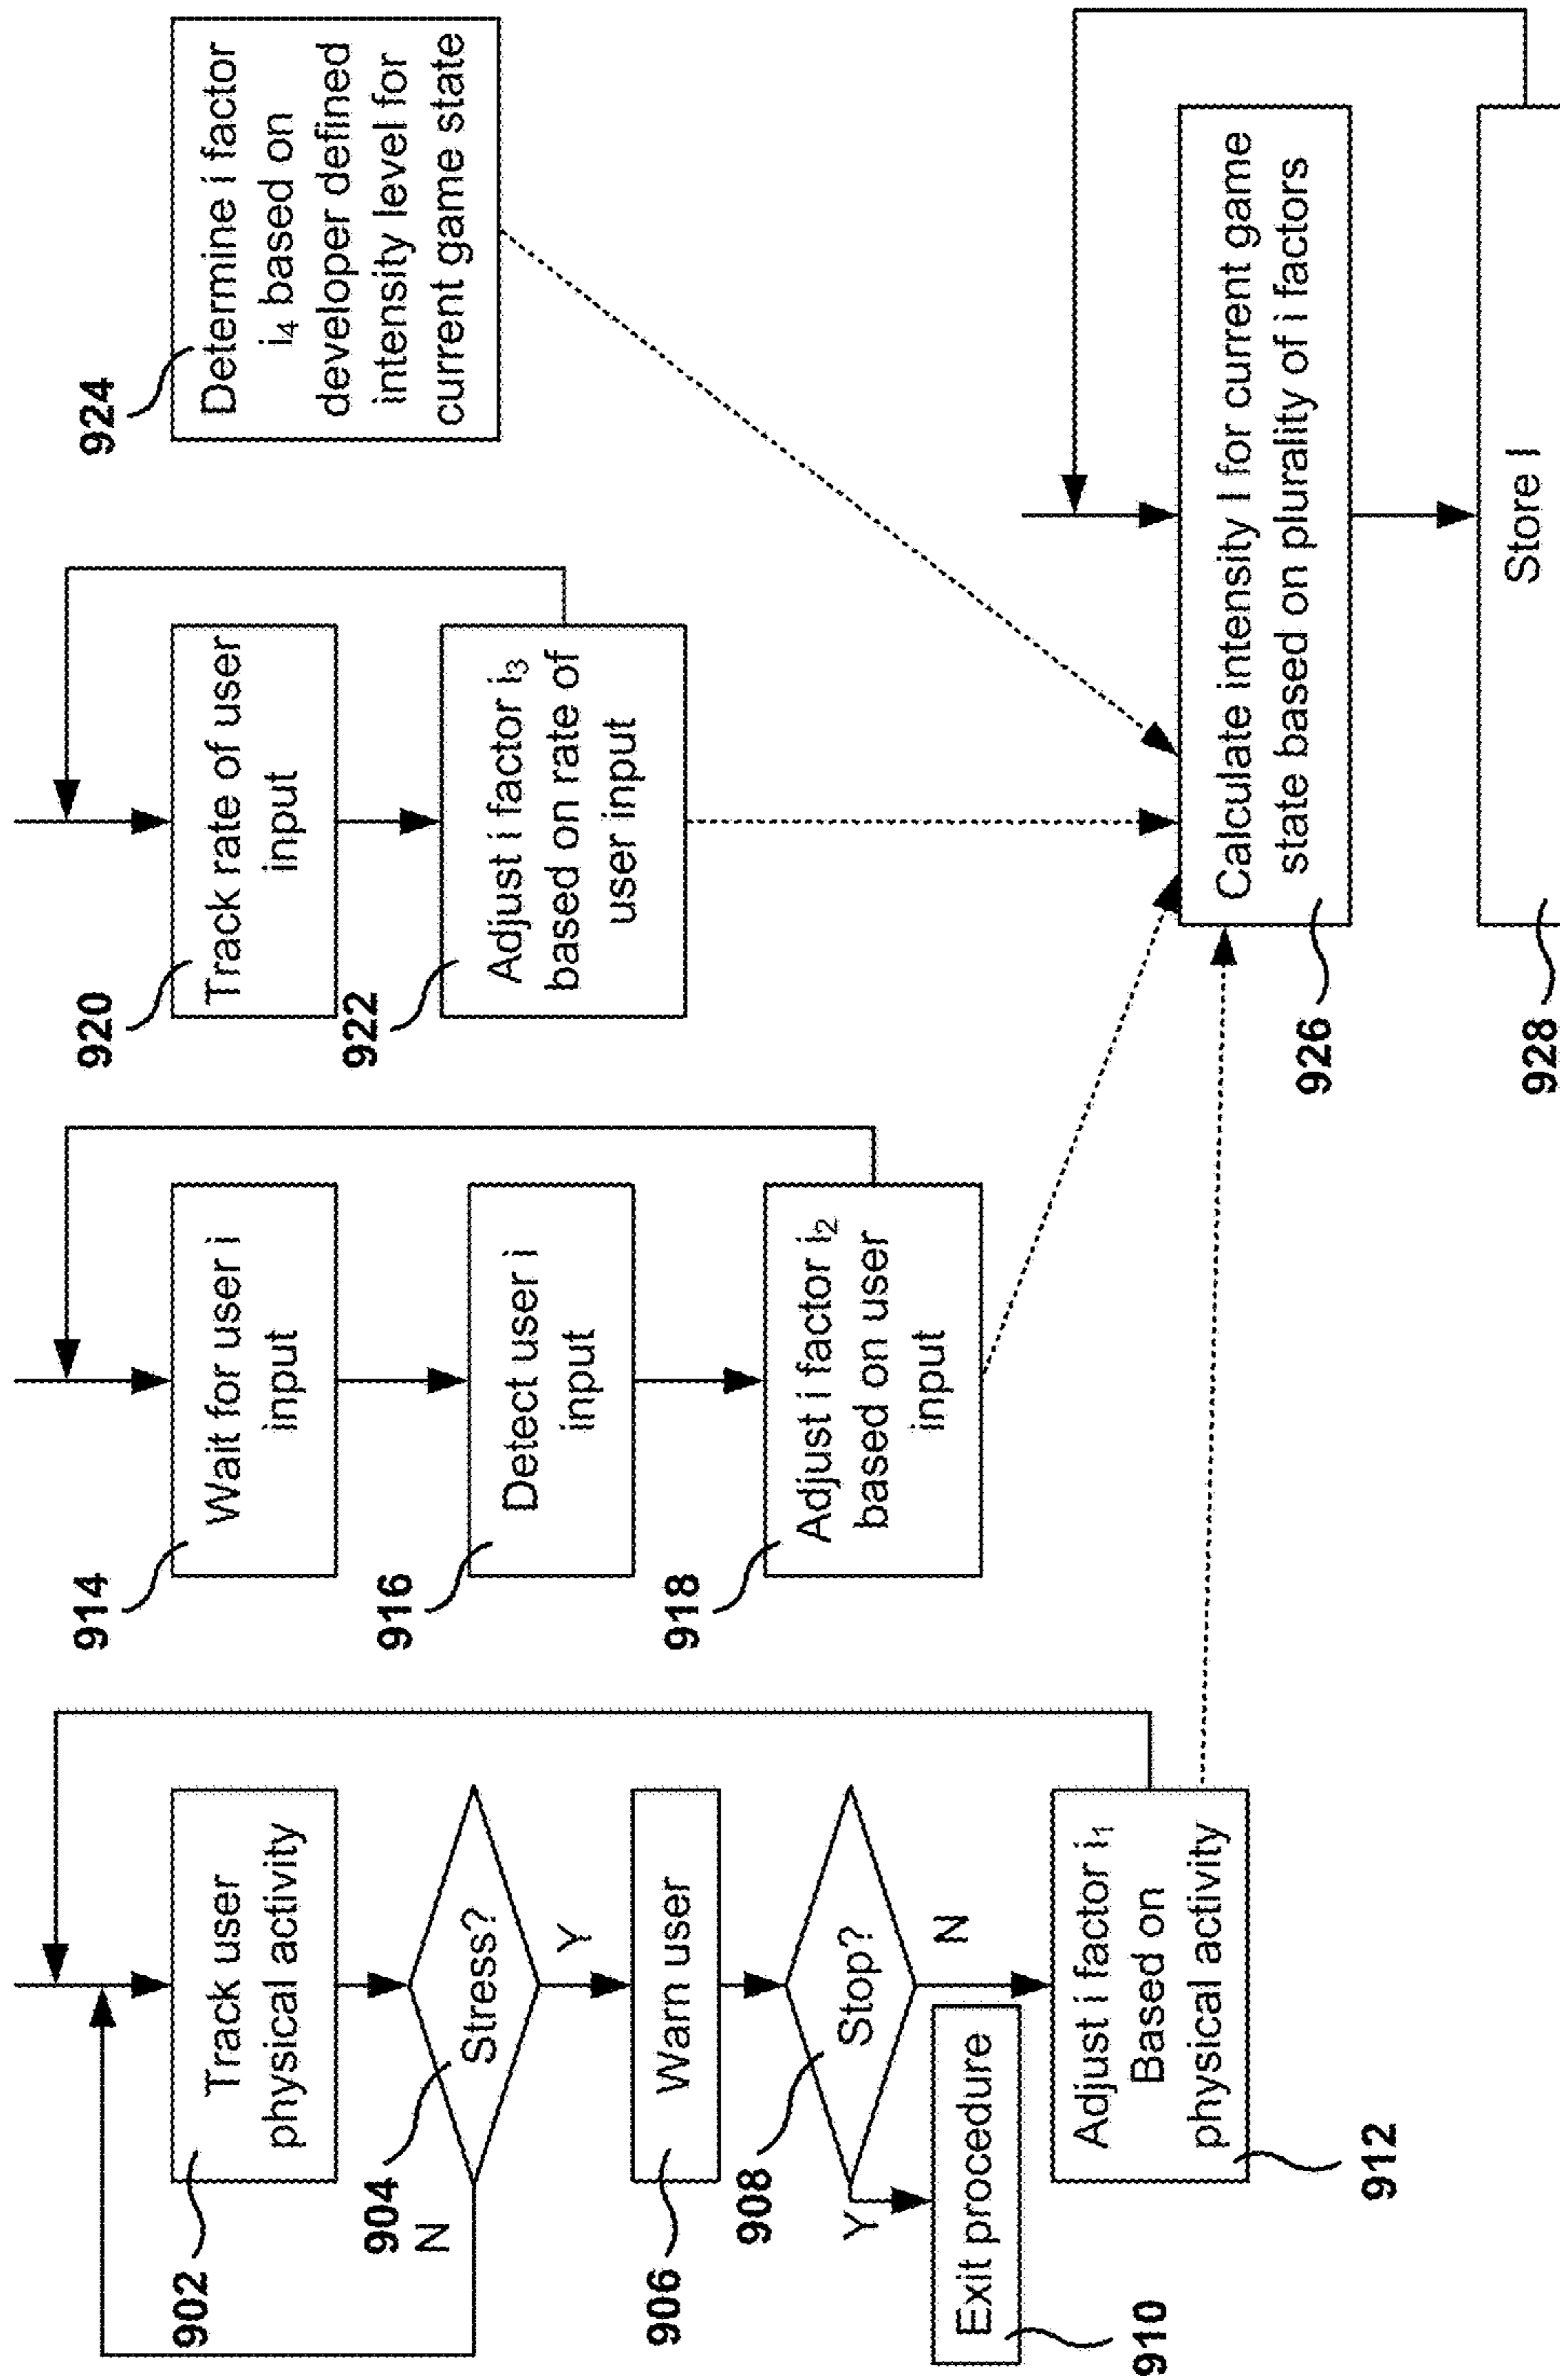 902
Track user
physical activity
904
Stress?
N
Y
906
Warn user
908
Stop?
Y
N
910
Exit procedure
912
Adjust i factor i₁
Based on
physical activity
914
Wait for user i
input
916
Detect user i
input
918
Adjust i factor i₂
based on user
input
920
Track rate of user
input
922
Adjust i factor i₃
based on rate of
user input
924
Determine i factor
i₄ based on
developer defined
intensity level for
current game state
926
Calculate intensity I for current game
state based on plurality of i factors
928
Store I